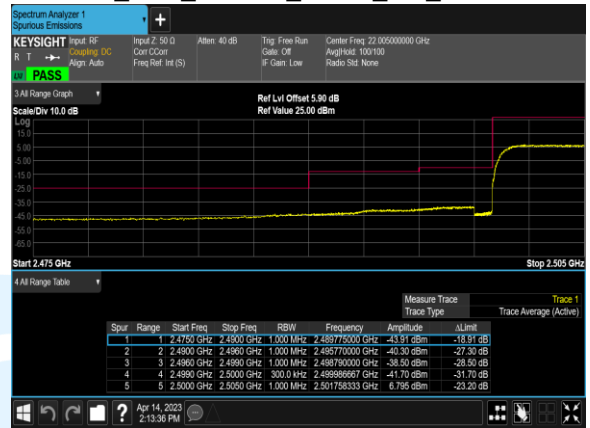 Spectrum Analyzer 1
Spurious Emissions
+
KEYSIGHT Input: RF Input Z: 50 Ω Atten: 40 dB Trig: Free Run Center Freq: 22.005000000 GHz
R T Coupling: DC Corr CCorr Gate: Off Avg|Hold: 100/100
Align: Auto Freq Ref: Int (S) IF Gain: Low Radio Std: None
PASS
3 All Range Graph
Ref Lvl Offset 5.90 dB
Scale/Div 10.0 dB Ref Value 25.00 dBm
Log
15.0
5.00
-5.00
-15.0
-25.0
-35.0
-45.0
-55.0
-65.0
Start 2.475 GHz Stop 2.505 GHz
4 All Range Table
Measure Trace Trace 1
Trace Type Trace Average (Active)
Spur Range Start Freq Stop Freq RBW Frequency Amplitude ΔLimit
1 1 2.4750 GHz 2.4900 GHz 1.000 MHz 2.489775000 GHz -43.91 dBm -18.91 dB
2 2 2.4900 GHz 2.4960 GHz 1.000 MHz 2.495770000 GHz -40.30 dBm -27.30 dB
3 3 2.4960 GHz 2.4990 GHz 1.000 MHz 2.498790000 GHz -38.50 dBm -28.50 dB
4 4 2.4990 GHz 2.5000 GHz 300.0 kHz 2.499986667 GHz -41.70 dBm -31.70 dB
5 5 2.5000 GHz 2.5050 GHz 1.000 MHz 2.501758333 GHz 6.795 dBm -23.20 dB
?
Apr 14, 2023
2:13:36 PM